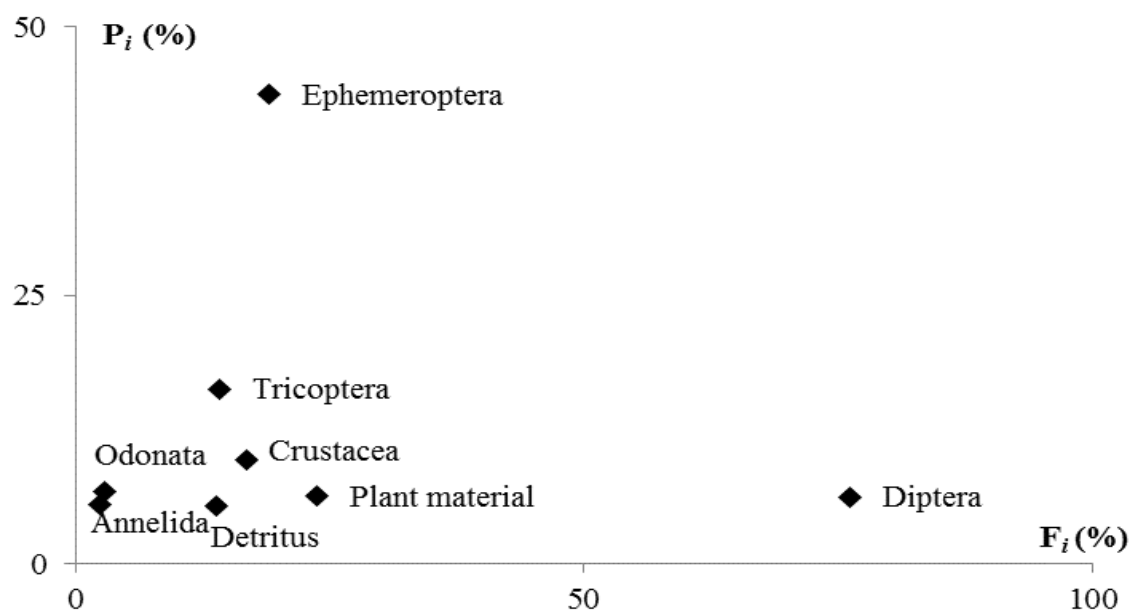 50
P𝑖 (%)
Ephemeroptera
25
Tricoptera
Odonata
Crustacea
Plant material
Diptera
Annelida
Detritus
F𝑖 (%)
0
0
50
100